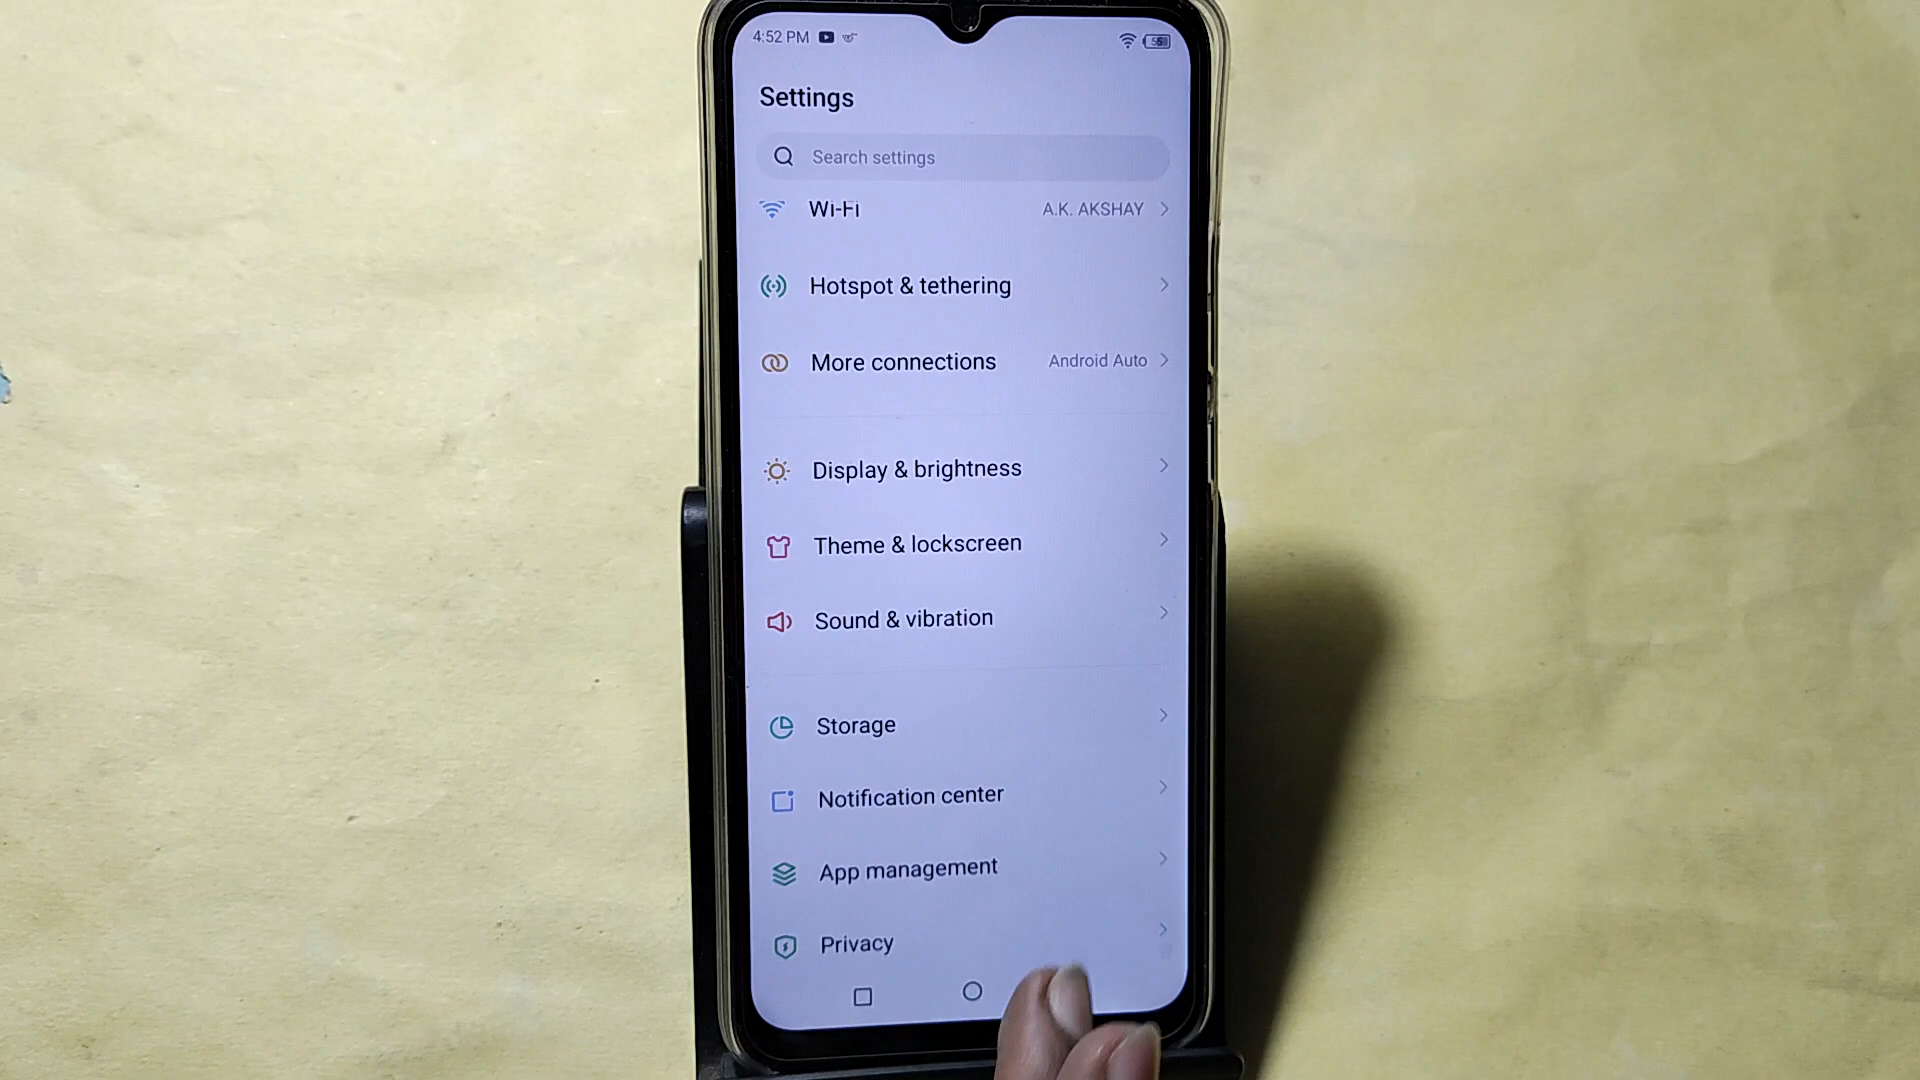 4:52 PM
Settings
Search settings
Wi-Fi A.K. AKSHAY
Hotspot & tethering
More connections Android Auto
Display & brightness
Theme & lockscreen
Sound & vibration
Storage
Notification center
App management
Privacy